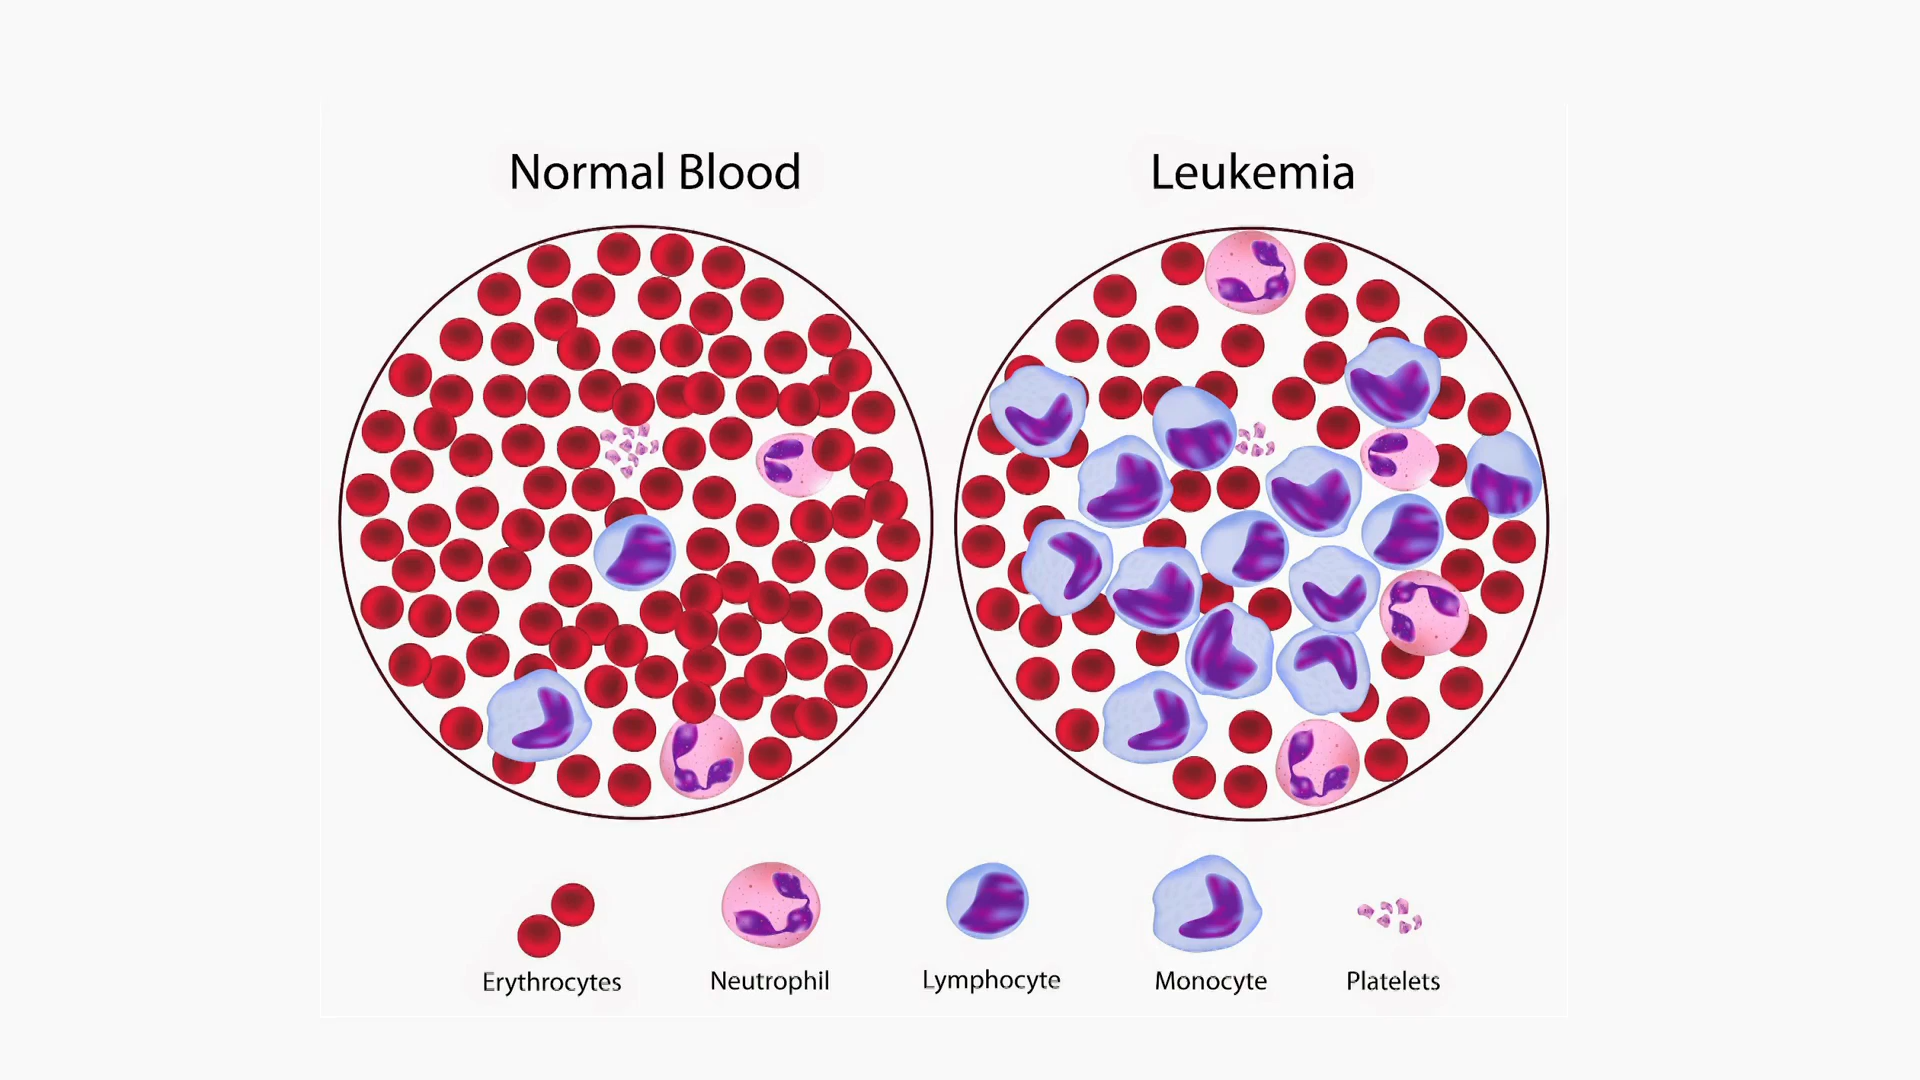 Normal Blood
Leukemia
Erythrocytes
Neutrophil
Lymphocyte
Monocyte
Platelets